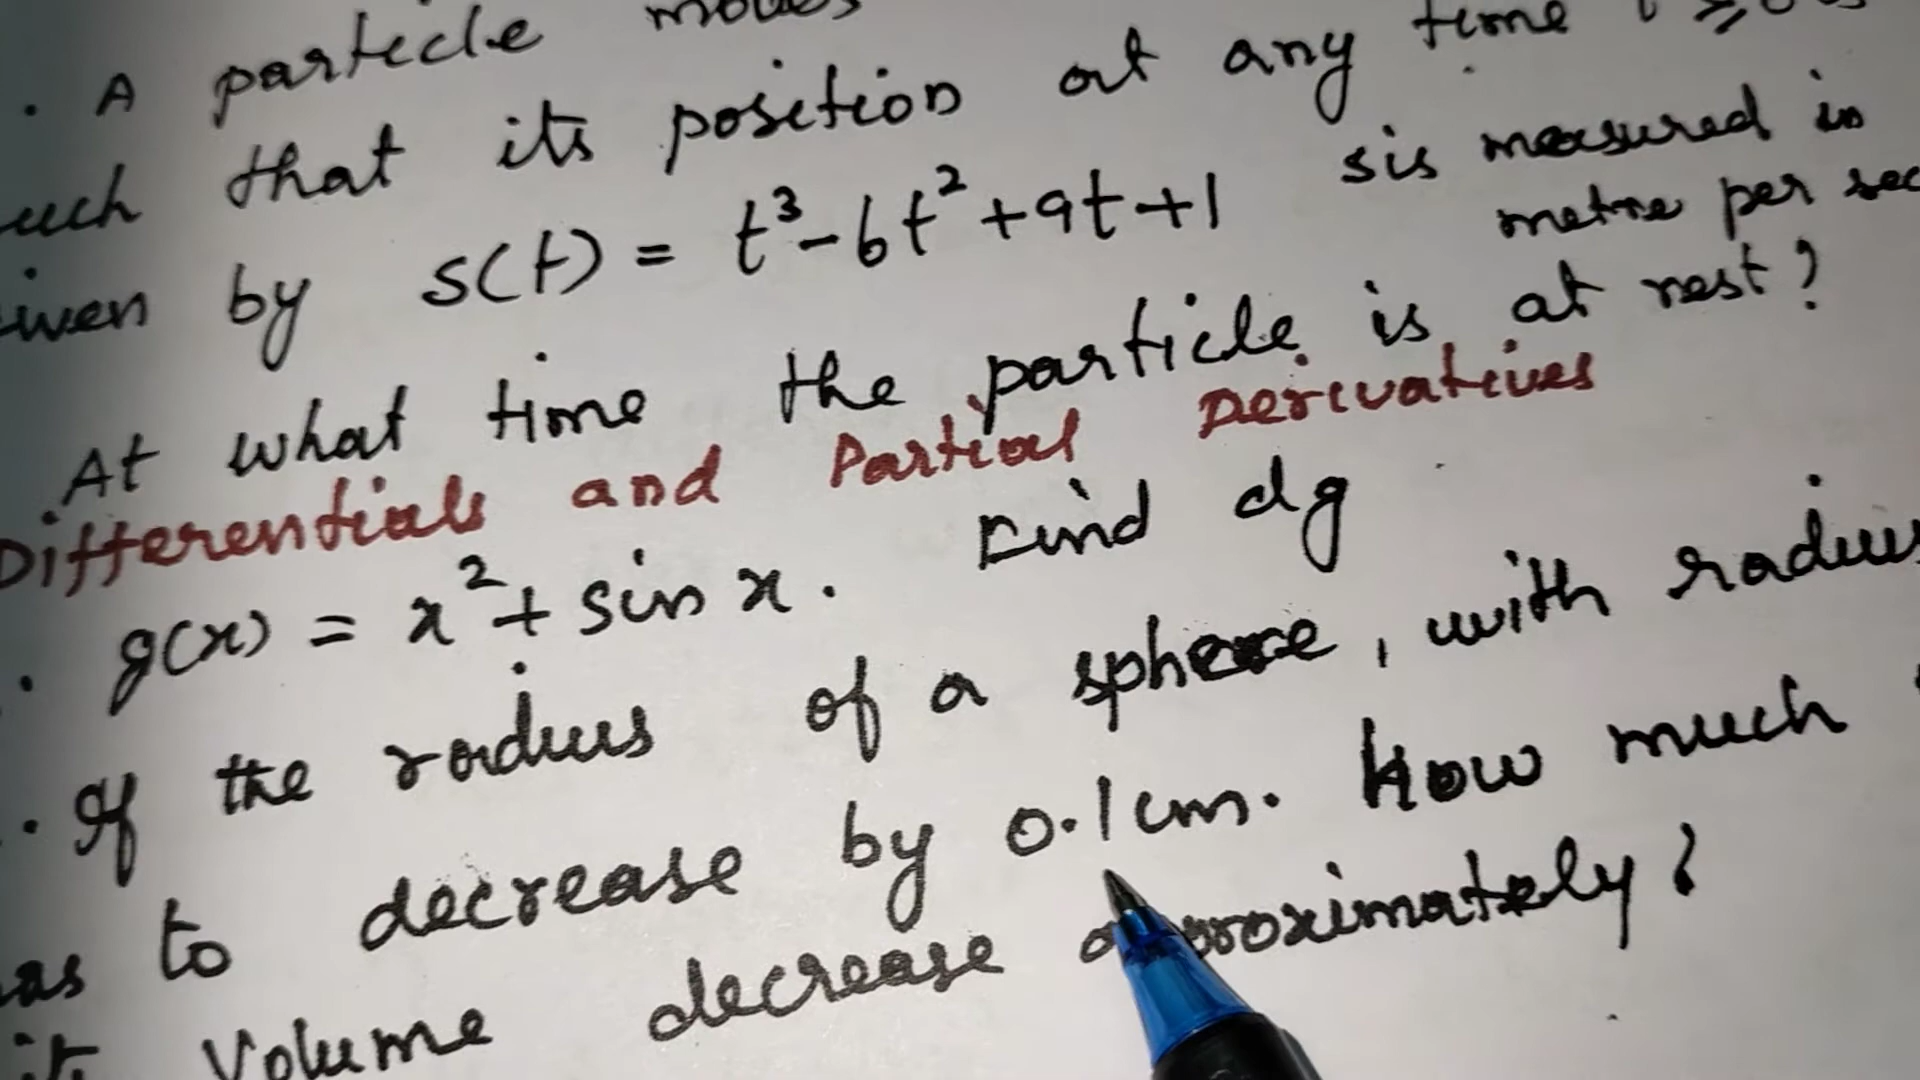 . A particle moves
that its position at any time t ≥ 0
by s(t) = t³-6t²+9t+1 s is measured in
metre per sec
At what time the particle is at rest?
Differentials and Partial Derivatives
. g(x) = x²+ sin x. Find dg
. If the radius of a sphere, with radius
to decrease by 0.1cm. How much
volume decrease approximately?